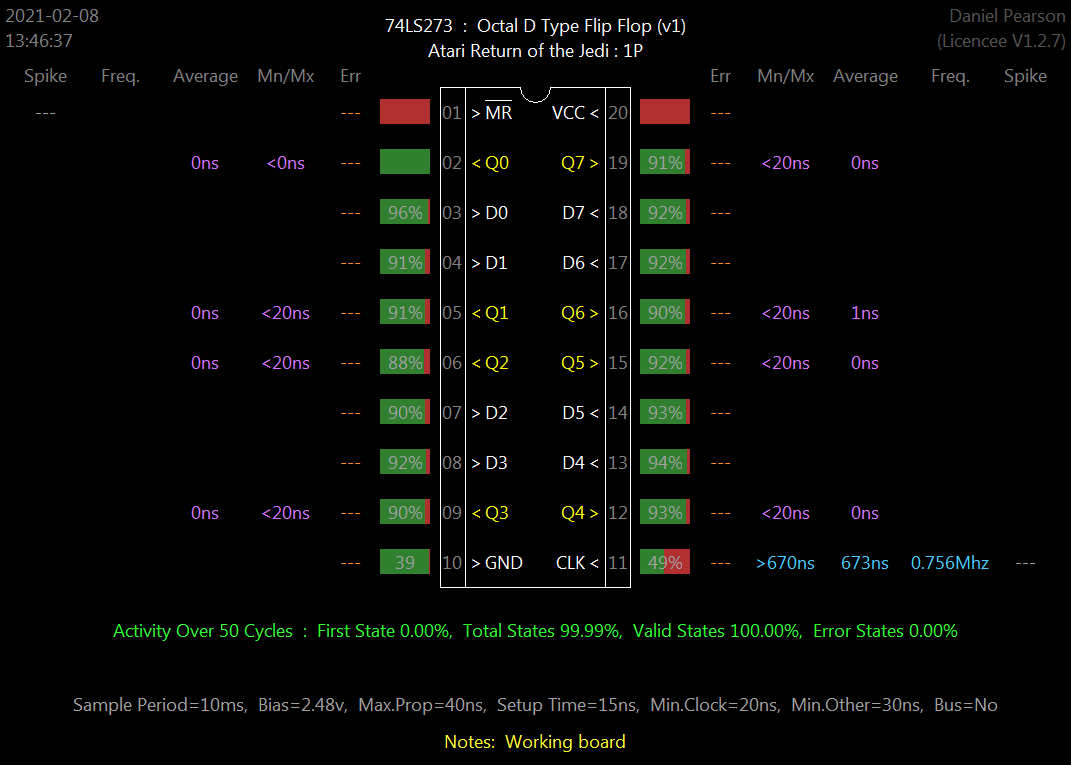 2021-02-08 74LS273 : Octal D Type Flip Flop (v1) Daniel Pearson
13:46:37 Atari Return of the Jedi : 1P (Licencee V1.2.7)
Spike Freq. Average Mn/Mx Err Err Mn/Mx Average Freq. Spike
--- --- 01 > MR VCC < 20 ---
0ns <0ns --- 02 < Q0 Q7 > 19 91% --- <20ns 0ns
--- 96% 03 > D0 D7 < 18 92% ---
--- 91% 04 > D1 D6 < 17 92% ---
0ns <20ns --- 91% 05 < Q1 Q6 > 16 90% --- <20ns 1ns
0ns <20ns --- 88% 06 < Q2 Q5 > 15 92% --- <20ns 0ns
--- 90% 07 > D2 D5 < 14 93% ---
--- 92% 08 > D3 D4 < 13 94% ---
0ns <20ns --- 90% 09 < Q3 Q4 > 12 93% --- <20ns 0ns
--- 39 10 > GND CLK < 11 49% --- >670ns 673ns 0.756Mhz ---
Activity Over 50 Cycles : First State 0.00%, Total States 99.99%, Valid States 100.00%, Error States 0.00%
Sample Period=10ms, Bias=2.48v, Max.Prop=40ns, Setup Time=15ns, Min.Clock=20ns, Min.Other=30ns, Bus=No
Notes: Working board